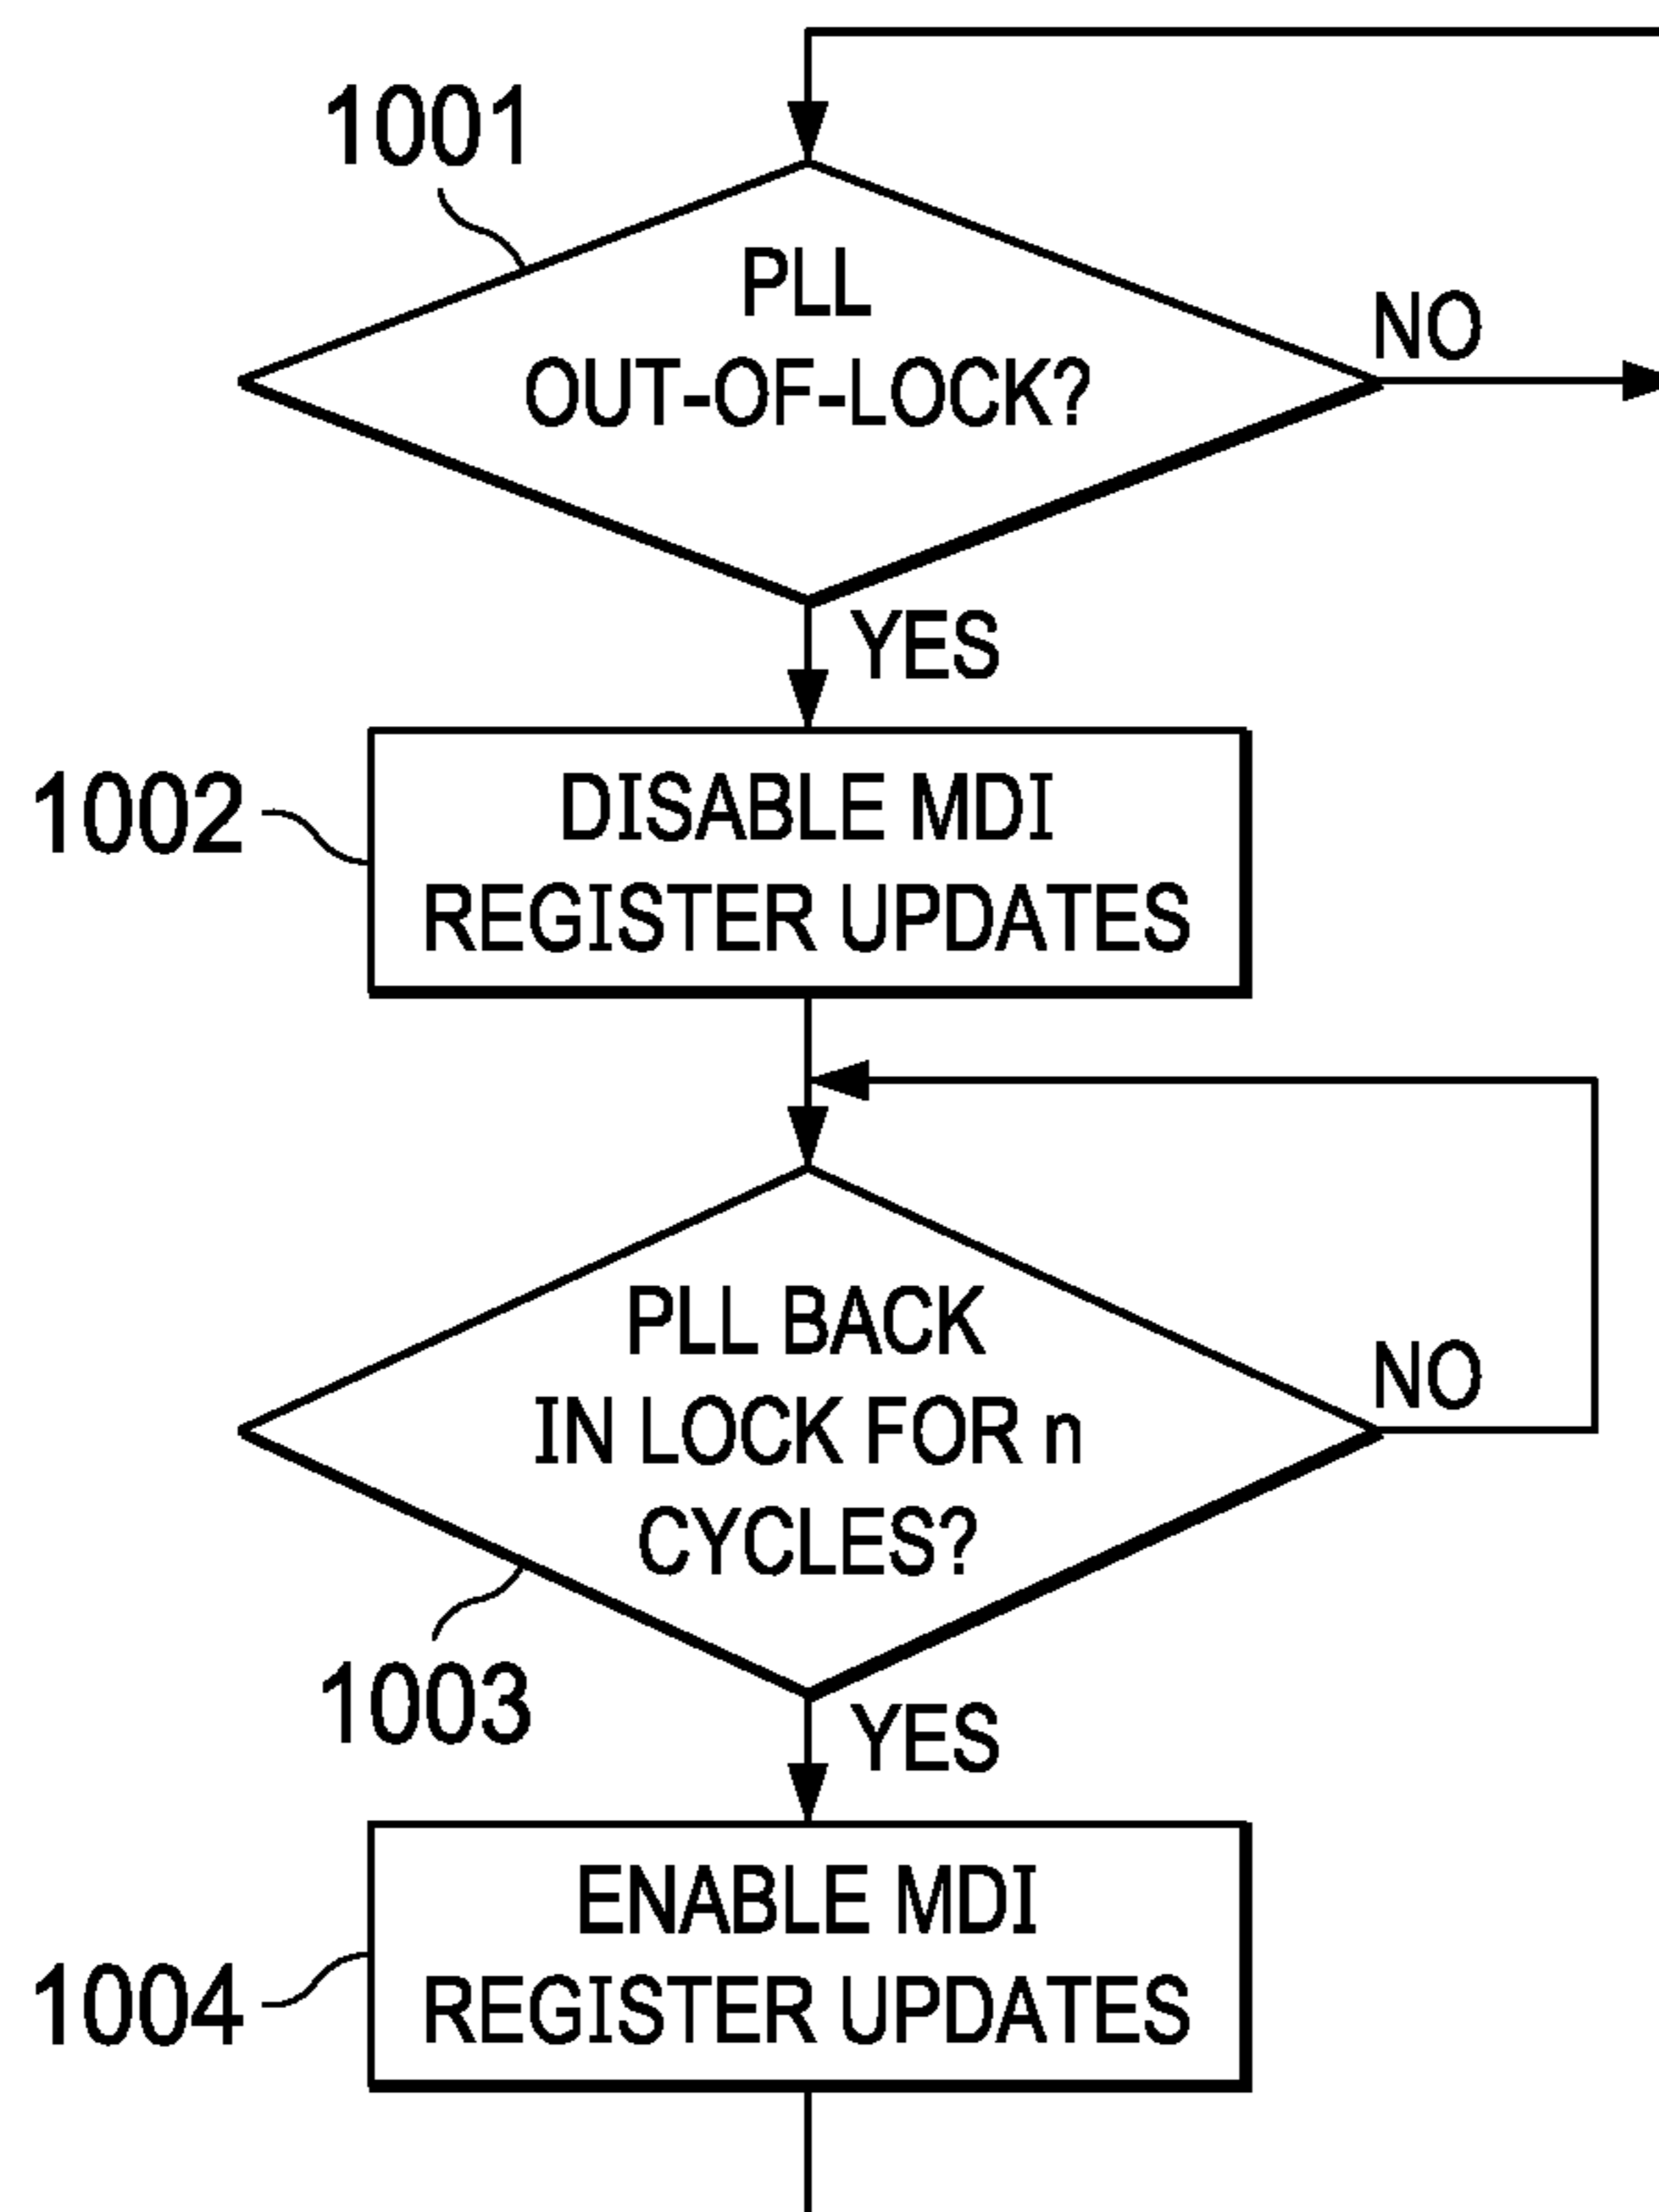 1001
PLL
OUT-OF-LOCK?
NO
YES
1002
DISABLE MDI
REGISTER UPDATES
PLL BACK
IN LOCK FOR n
CYCLES?
NO
1003
YES
1004
ENABLE MDI
REGISTER UPDATES